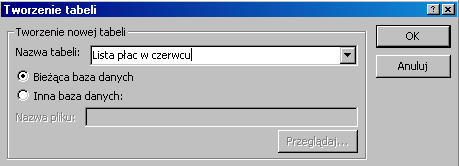 Tworzenie tabeli
Tworzenie nowej tabeli
Nazwa tabeli: Lista płac w czerwcu
Bieżąca baza danych
Inna baza danych:
Nazwa pliku:
Przeglądaj...
OK
Anuluj